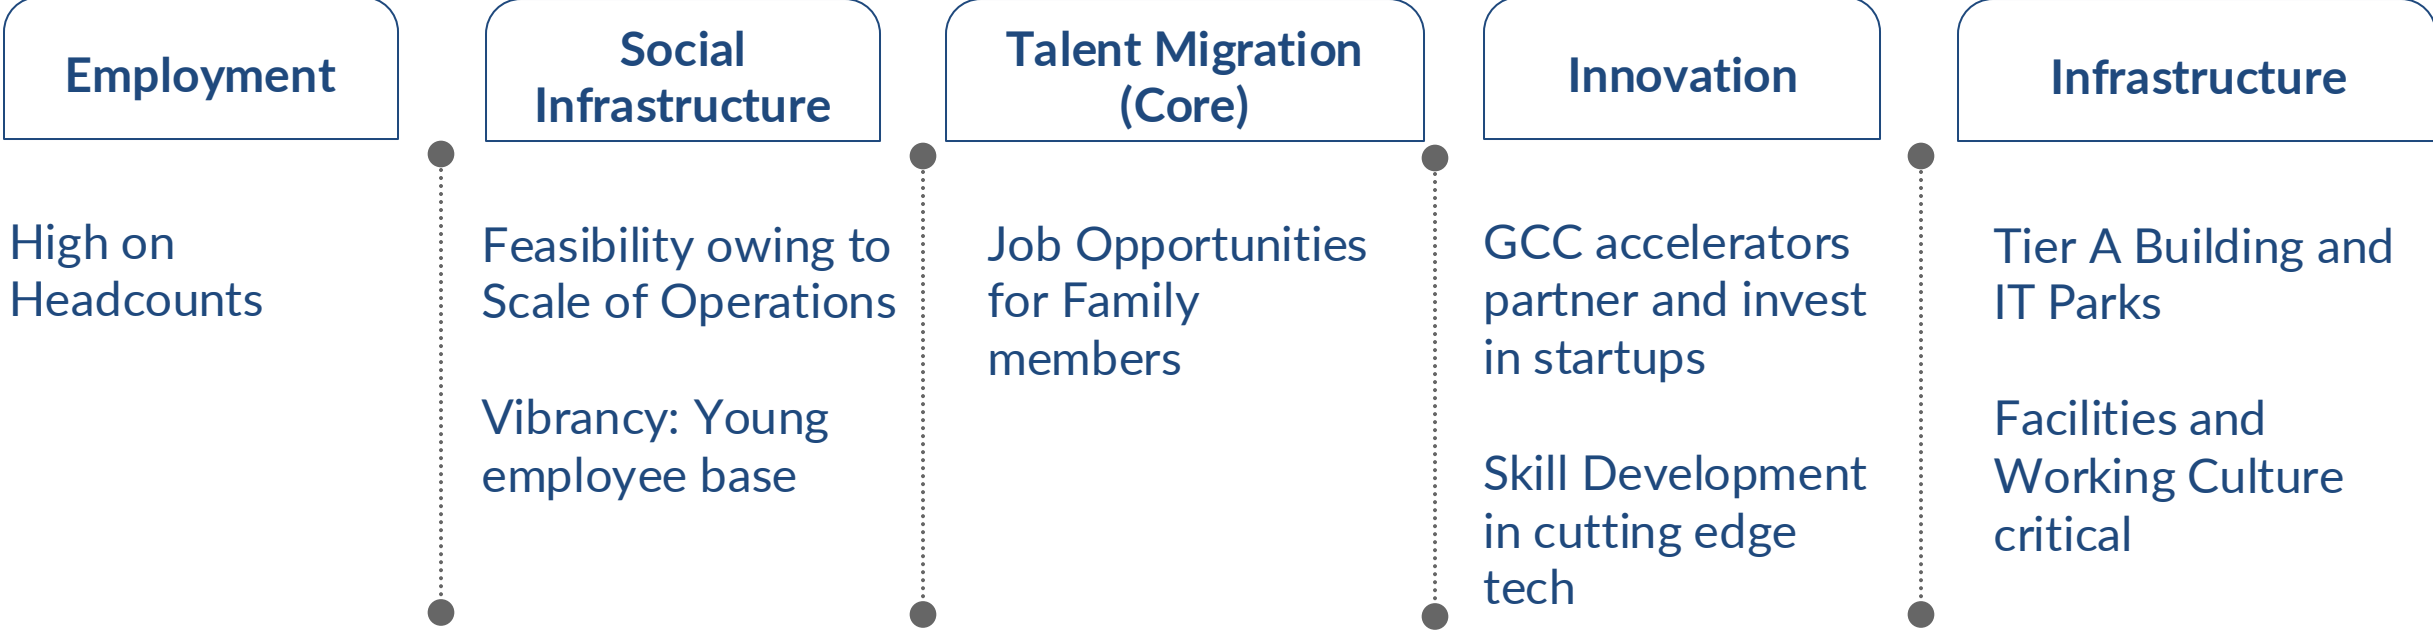 Employment
High on
Headcounts
Social
Infrastructure
Feasibility owing to
Scale of Operations
Vibrancy: Young
employee base
Talent Migration
(Core)
Job Opportunities
for Family
members
Innovation
GCC accelerators
partner and invest
in startups
Skill Development
in cutting edge
tech
Infrastructure
Tier A Building and
IT Parks
Facilities and
Working Culture
critical